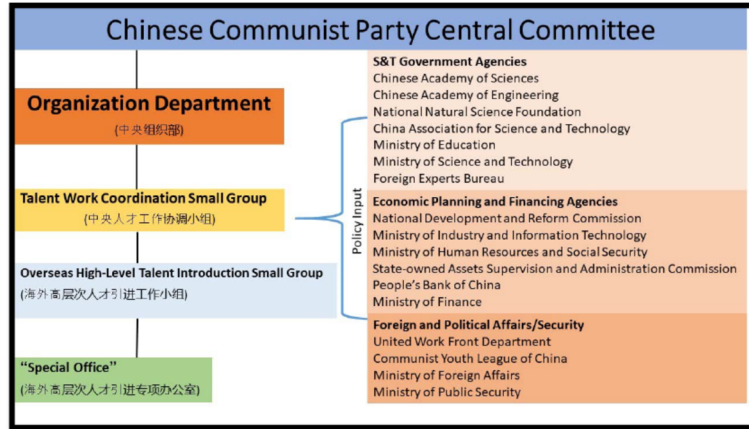 Chinese Communist Party Central Committee
Organization Department
(中央组织部)
Talent Work Coordination Small Group
(中央人才工作协调小组)
Overseas High-Level Talent Introduction Small Group
(海外高层次人才引进工作小组)
“Special Office”
(海外高层次人才引进专项办公室)
Policy Input
S&T Government Agencies
Chinese Academy of Sciences
Chinese Academy of Engineering
National Natural Science Foundation
China Association for Science and Technology
Ministry of Education
Ministry of Science and Technology
Foreign Experts Bureau
Economic Planning and Financing Agencies
National Development and Reform Commission
Ministry of Industry and Information Technology
Ministry of Human Resources and Social Security
State-owned Assets Supervision and Administration Commission
People’s Bank of China
Ministry of Finance
Foreign and Political Affairs/Security
United Work Front Department
Communist Youth League of China
Ministry of Foreign Affairs
Ministry of Public Security